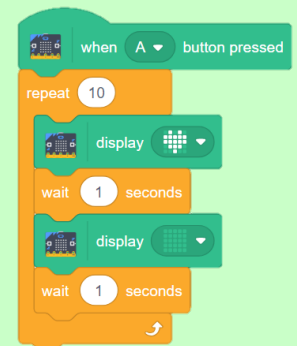 when A button pressed
repeat 10
display
wait 1 seconds
display
wait 1 seconds